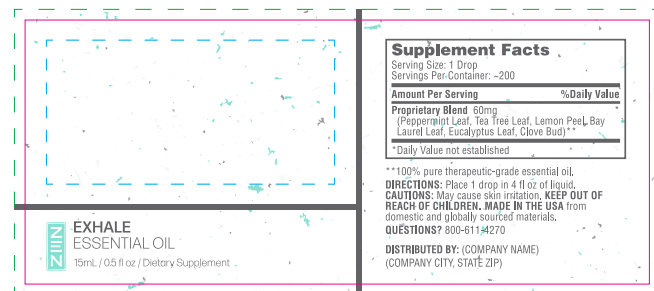 ZEN
EXHALE
ESSENTIAL OIL
15mL / 0.5 fl oz / Dietary Supplement
Supplement Facts
Serving Size: 1 Drop
Servings Per Container: ~200
Amount Per Serving %Daily Value
Proprietary Blend 60mg *
(Peppermint Leaf, Tea Tree Leaf, Lemon Peel, Bay
Laurel Leaf, Eucalyptus Leaf, Clove Bud)**
*Daily Value not established
**100% pure therapeutic-grade essential oil.
DIRECTIONS: Place 1 drop in 4 fl oz of liquid.
CAUTIONS: May cause skin irritation. KEEP OUT OF
REACH OF CHILDREN. MADE IN THE USA from
domestic and globally sourced materials.
QUESTIONS? 800-611-4270
DISTRIBUTED BY: (COMPANY NAME)
(COMPANY CITY, STATE ZIP)